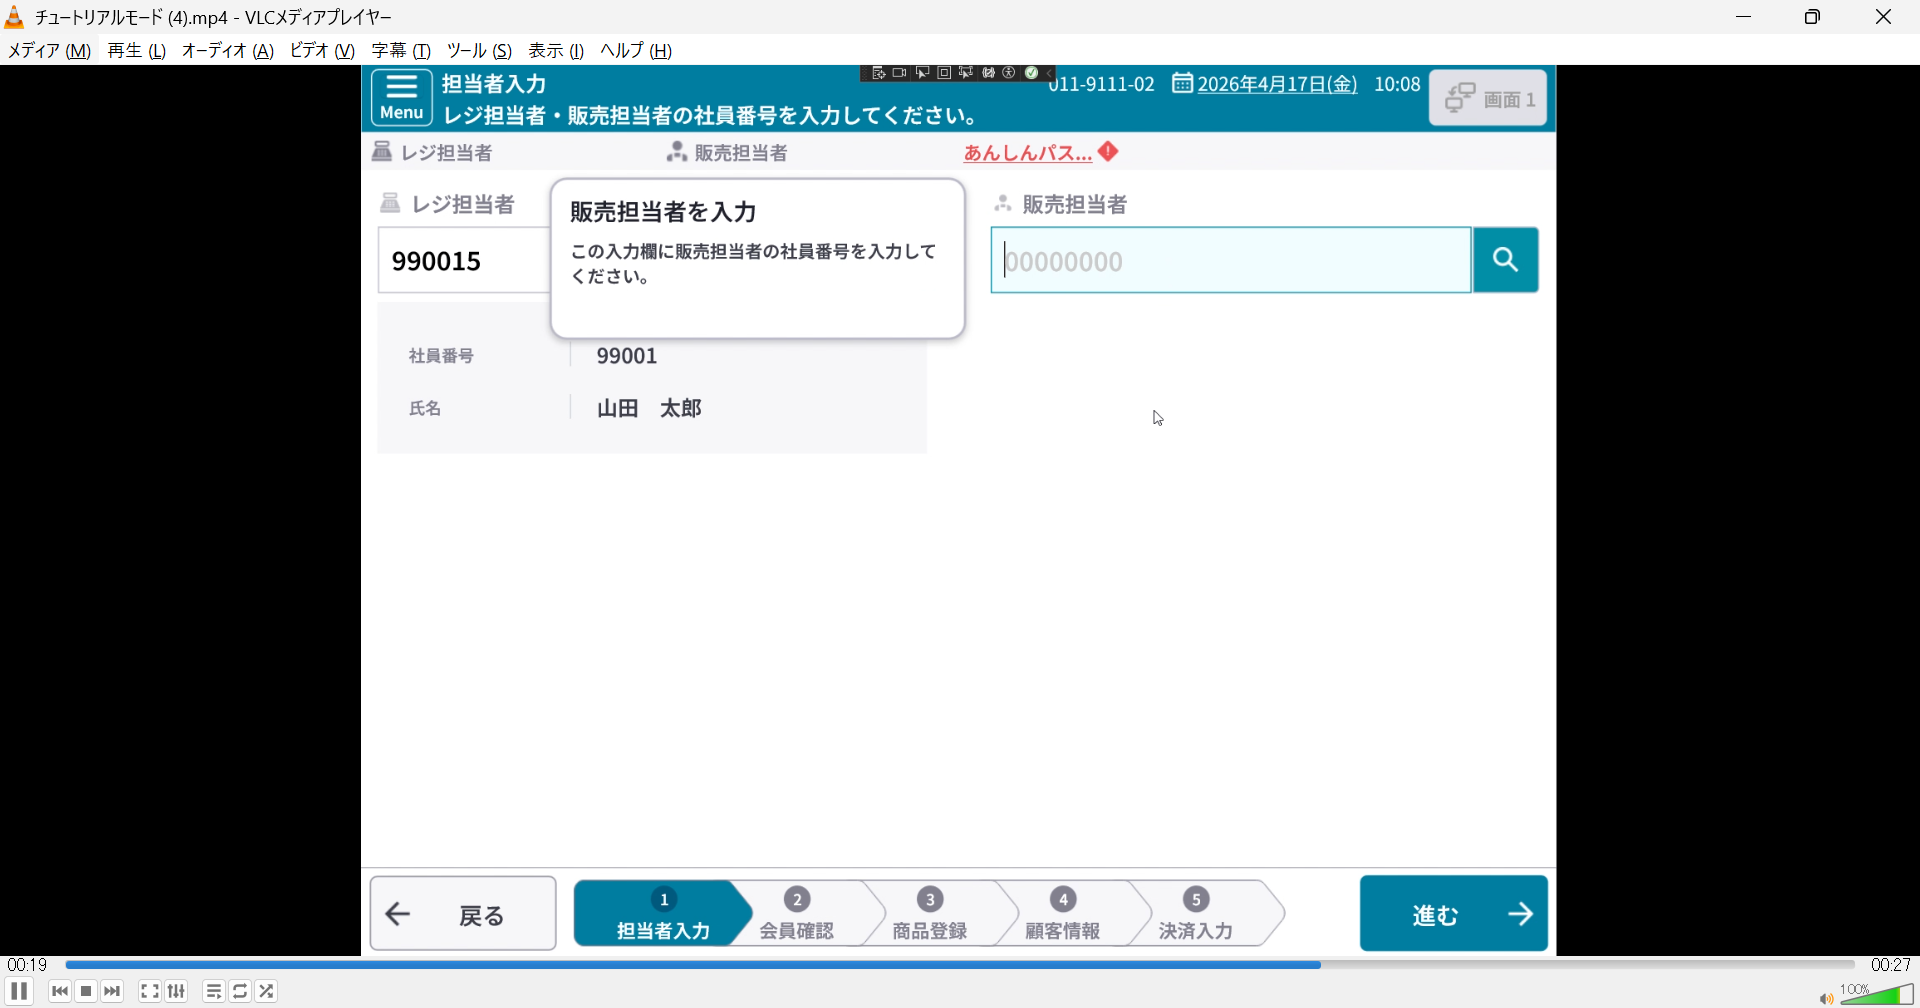 チュートリアルモード (4).mp4 - VLCメディアプレイヤー
メディア (M) 再生 (L) オーディオ (A) ビデオ (V) 字幕 (T) ツール (S) 表示 (I) ヘルプ (H)
Menu
担当者入力
レジ担当者・販売担当者の社員番号を入力してください。
011-9111-02 2026年4月17日(金) 10:08
画面 1
レジ担当者 販売担当者 あんしんパス...
レジ担当者
990015
販売担当者を入力
この入力欄に販売担当者の社員番号を入力して
ください。
販売担当者
00000000
社員番号 99001
氏名 山田 太郎
戻る
1 担当者入力
2 会員確認
3 商品登録
4 顧客情報
5 決済入力
進む
00:19 00:27
100%